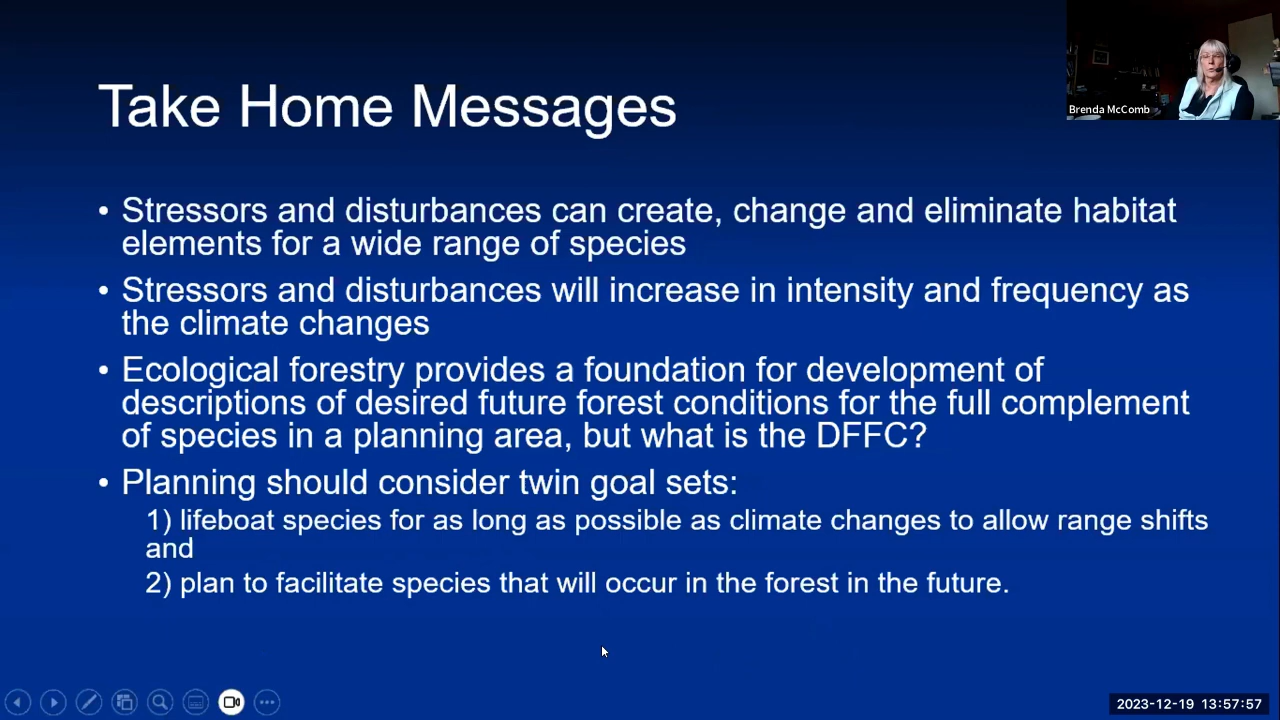 Take Home Messages
Brenda McComb
• Stressors and disturbances can create, change and eliminate habitat
elements for a wide range of species
• Stressors and disturbances will increase in intensity and frequency as
the climate changes
• Ecological forestry provides a foundation for development of
descriptions of desired future forest conditions for the full complement
of species in a planning area, but what is the DFFC?
• Planning should consider twin goal sets:
1) lifeboat species for as long as possible as climate changes to allow range shifts
and
2) plan to facilitate species that will occur in the forest in the future.
2023-12-19 13:57:57